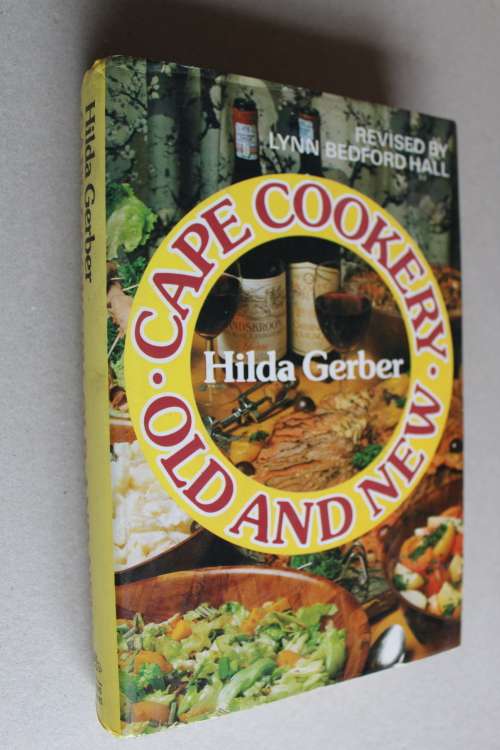 Hilda Gerber
REVISED BY
LYNN BEDFORD HALL
CAPE COOKERY
OLD AND NEW
Hilda Gerber